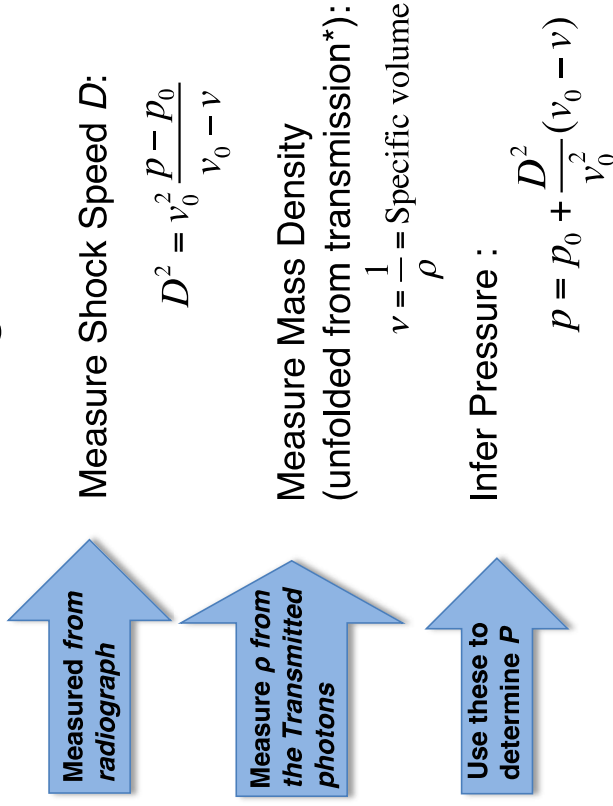 Measured from
radiograph
Measure Shock Speed D:
D² = v₀² (p − p₀)/(v₀ − v)
Measure ρ from
the Transmitted
photons
Measure Mass Density
(unfolded from transmission*):
v = 1/ρ = Specific volume
Use these to
determine P
Infer Pressure :
p = p₀ + D²/v₀² (v₀ − v)